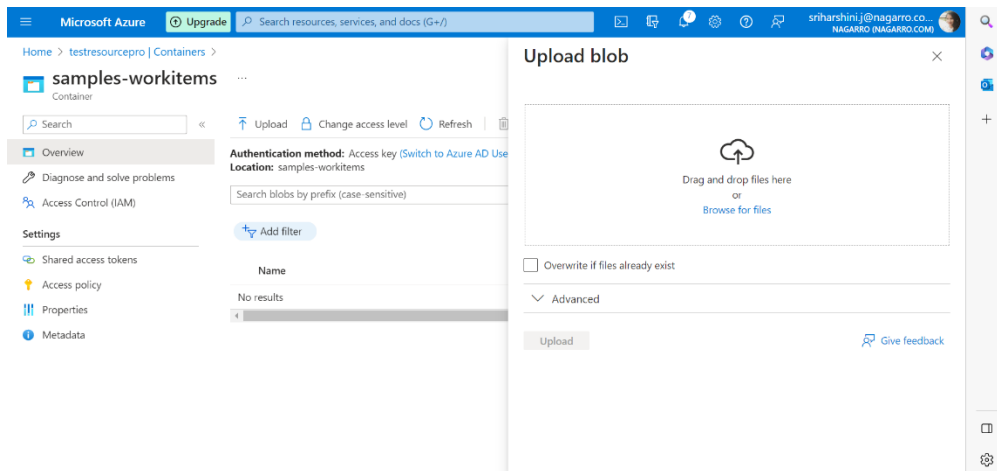 Microsoft Azure
Upgrade
Search resources, services, and docs (G+/)
sriharshini.j@nagarro.co...
NAGARRO (NAGARRO.COM)
Home > testresourcepro | Containers >
samples-workitems ...
Container
Search
Overview
Diagnose and solve problems
Access Control (IAM)
Settings
Shared access tokens
Access policy
Properties
Metadata
Upload
Change access level
Refresh
Authentication method: Access key (Switch to Azure AD Use
Location: samples-workitems
Search blobs by prefix (case-sensitive)
Add filter
Name
No results
Upload blob
Drag and drop files here
or
Browse for files
Overwrite if files already exist
Advanced
Upload
Give feedback